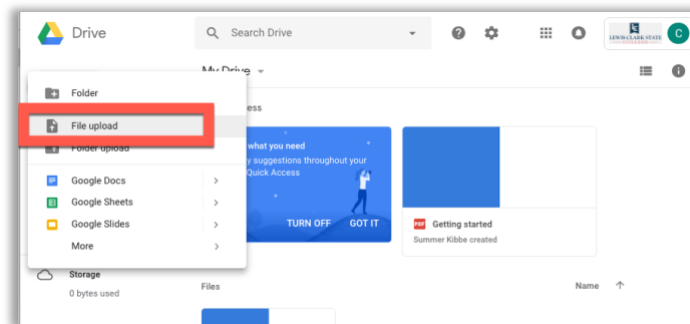 Drive
Search Drive
LEWIS-CLARK STATE
C
My Drive
Folder
File upload
Folder upload
Google Docs
Google Sheets
Google Slides
More
ess
what you need
y suggestions throughout your
Quick Access
TURN OFF GOT IT
PDF Getting started
Summer Kibbe created
Storage
0 bytes used
Files
Name